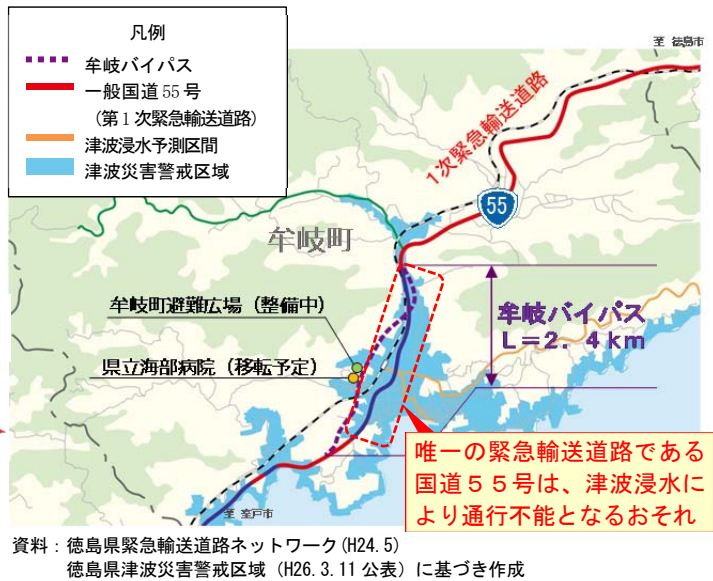 凡例
牟岐バイパス
一般国道55号
(第1次緊急輸送道路)
津波浸水予測区間
津波災害警戒区域
至 徳島市
1次緊急輸送道路
55
牟岐町
牟岐町避難広場（整備中）
県立海部病院（移転予定）
牟岐バイパス
L=2.4km
唯一の緊急輸送道路である
国道５５号は、津波浸水に
より通行不能となるおそれ
至 室戸市
資料：徳島県緊急輸送道路ネットワーク(H24.5)
徳島県津波災害警戒区域（H26.3.11公表）に基づき作成